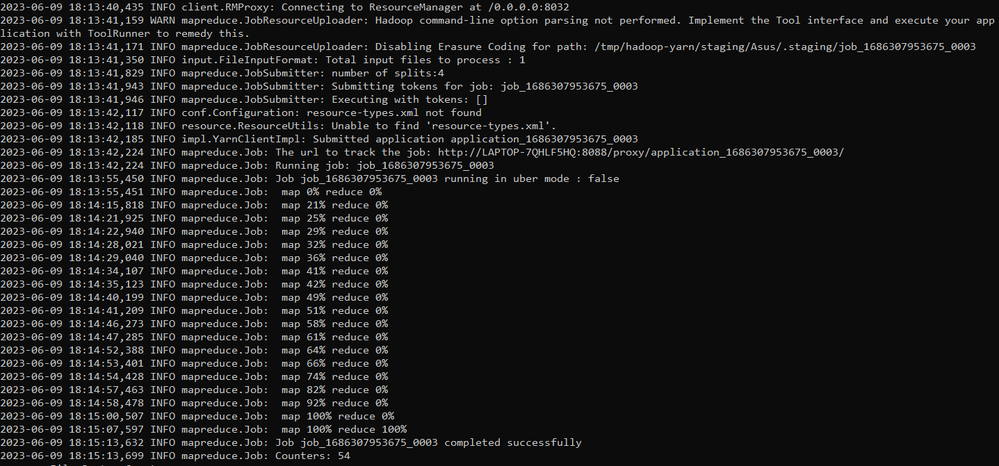 2023-06-09 18:13:40,435 INFO client.RMProxy: Connecting to ResourceManager at /0.0.0.0:8032
2023-06-09 18:13:41,159 WARN mapreduce.JobResourceUploader: Hadoop command-line option parsing not performed. Implement the Tool interface and execute your app
lication with ToolRunner to remedy this.
2023-06-09 18:13:41,171 INFO mapreduce.JobResourceUploader: Disabling Erasure Coding for path: /tmp/hadoop-yarn/staging/Asus/.staging/job_1686307953675_0003
2023-06-09 18:13:41,350 INFO input.FileInputFormat: Total input files to process : 1
2023-06-09 18:13:41,829 INFO mapreduce.JobSubmitter: number of splits:4
2023-06-09 18:13:41,943 INFO mapreduce.JobSubmitter: Submitting tokens for job: job_1686307953675_0003
2023-06-09 18:13:41,946 INFO mapreduce.JobSubmitter: Executing with tokens: []
2023-06-09 18:13:42,117 INFO conf.Configuration: resource-types.xml not found
2023-06-09 18:13:42,118 INFO resource.ResourceUtils: Unable to find 'resource-types.xml'.
2023-06-09 18:13:42,185 INFO impl.YarnClientImpl: Submitted application application_1686307953675_0003
2023-06-09 18:13:42,224 INFO mapreduce.Job: The url to track the job: http://LAPTOP-7QHLF5HQ:8088/proxy/application_1686307953675_0003/
2023-06-09 18:13:42,224 INFO mapreduce.Job: Running job: job_1686307953675_0003
2023-06-09 18:13:55,450 INFO mapreduce.Job: Job job_1686307953675_0003 running in uber mode : false
2023-06-09 18:13:55,451 INFO mapreduce.Job:  map 0% reduce 0%
2023-06-09 18:14:15,818 INFO mapreduce.Job:  map 21% reduce 0%
2023-06-09 18:14:21,925 INFO mapreduce.Job:  map 25% reduce 0%
2023-06-09 18:14:22,940 INFO mapreduce.Job:  map 29% reduce 0%
2023-06-09 18:14:28,021 INFO mapreduce.Job:  map 32% reduce 0%
2023-06-09 18:14:29,040 INFO mapreduce.Job:  map 36% reduce 0%
2023-06-09 18:14:34,107 INFO mapreduce.Job:  map 41% reduce 0%
2023-06-09 18:14:35,123 INFO mapreduce.Job:  map 42% reduce 0%
2023-06-09 18:14:40,199 INFO mapreduce.Job:  map 49% reduce 0%
2023-06-09 18:14:41,209 INFO mapreduce.Job:  map 51% reduce 0%
2023-06-09 18:14:46,273 INFO mapreduce.Job:  map 58% reduce 0%
2023-06-09 18:14:47,285 INFO mapreduce.Job:  map 61% reduce 0%
2023-06-09 18:14:52,388 INFO mapreduce.Job:  map 64% reduce 0%
2023-06-09 18:14:53,401 INFO mapreduce.Job:  map 66% reduce 0%
2023-06-09 18:14:54,428 INFO mapreduce.Job:  map 74% reduce 0%
2023-06-09 18:14:57,463 INFO mapreduce.Job:  map 82% reduce 0%
2023-06-09 18:14:58,478 INFO mapreduce.Job:  map 92% reduce 0%
2023-06-09 18:15:00,507 INFO mapreduce.Job:  map 100% reduce 0%
2023-06-09 18:15:07,597 INFO mapreduce.Job:  map 100% reduce 100%
2023-06-09 18:15:13,632 INFO mapreduce.Job: Job job_1686307953675_0003 completed successfully
2023-06-09 18:15:13,699 INFO mapreduce.Job: Counters: 54